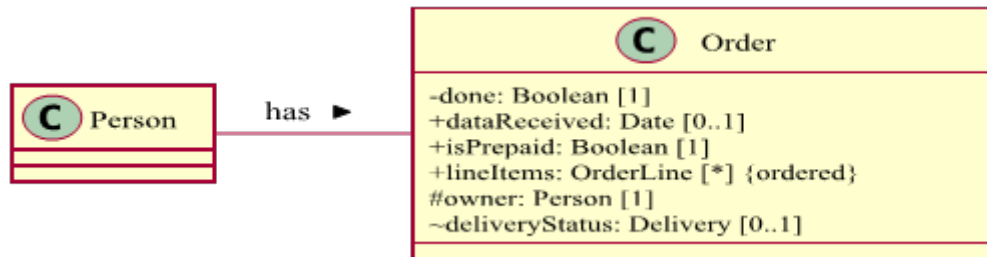 C Person
has ►
C Order
-done: Boolean [1]
+dataReceived: Date [0..1]
+isPrepaid: Boolean [1]
+lineItems: OrderLine [*] {ordered}
#owner: Person [1]
~deliveryStatus: Delivery [0..1]